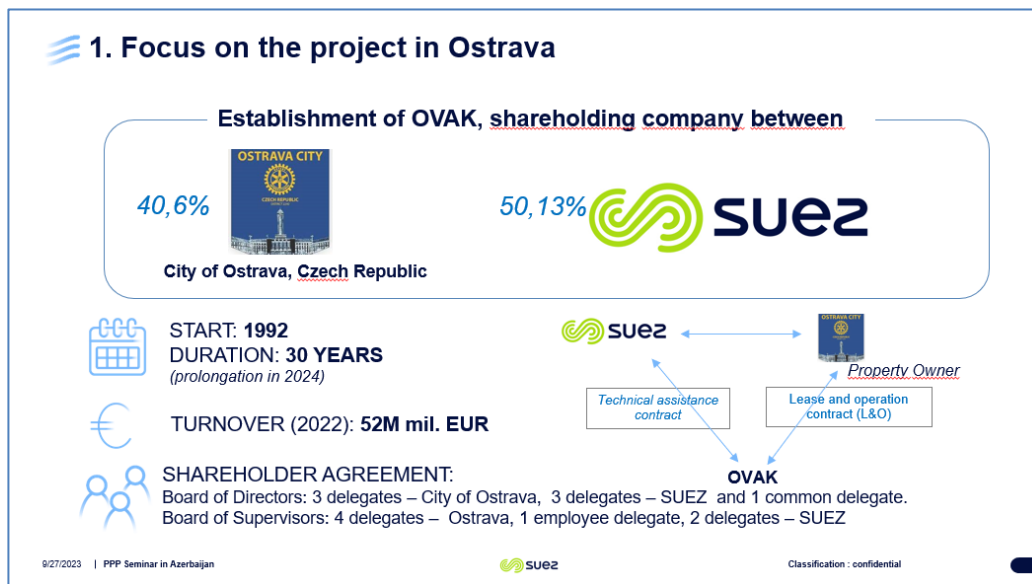 1. Focus on the project in Ostrava
Establishment of OVAK, shareholding company between
40,6%
OSTRAVA CITY
CZECH REPUBLIC
City of Ostrava, Czech Republic
50,13%
suez
START: 1992
DURATION: 30 YEARS
(prolongation in 2024)
TURNOVER (2022): 52M mil. EUR
suez
OSTRAVA CITY
Property Owner
Technical assistance
contract
Lease and operation
contract (L&O)
OVAK
SHAREHOLDER AGREEMENT:
Board of Directors: 3 delegates – City of Ostrava, 3 delegates – SUEZ and 1 common delegate.
Board of Supervisors: 4 delegates – Ostrava, 1 employee delegate, 2 delegates – SUEZ
9/27/2023 | PPP Seminar in Azerbaijan
suez
Classification : confidential